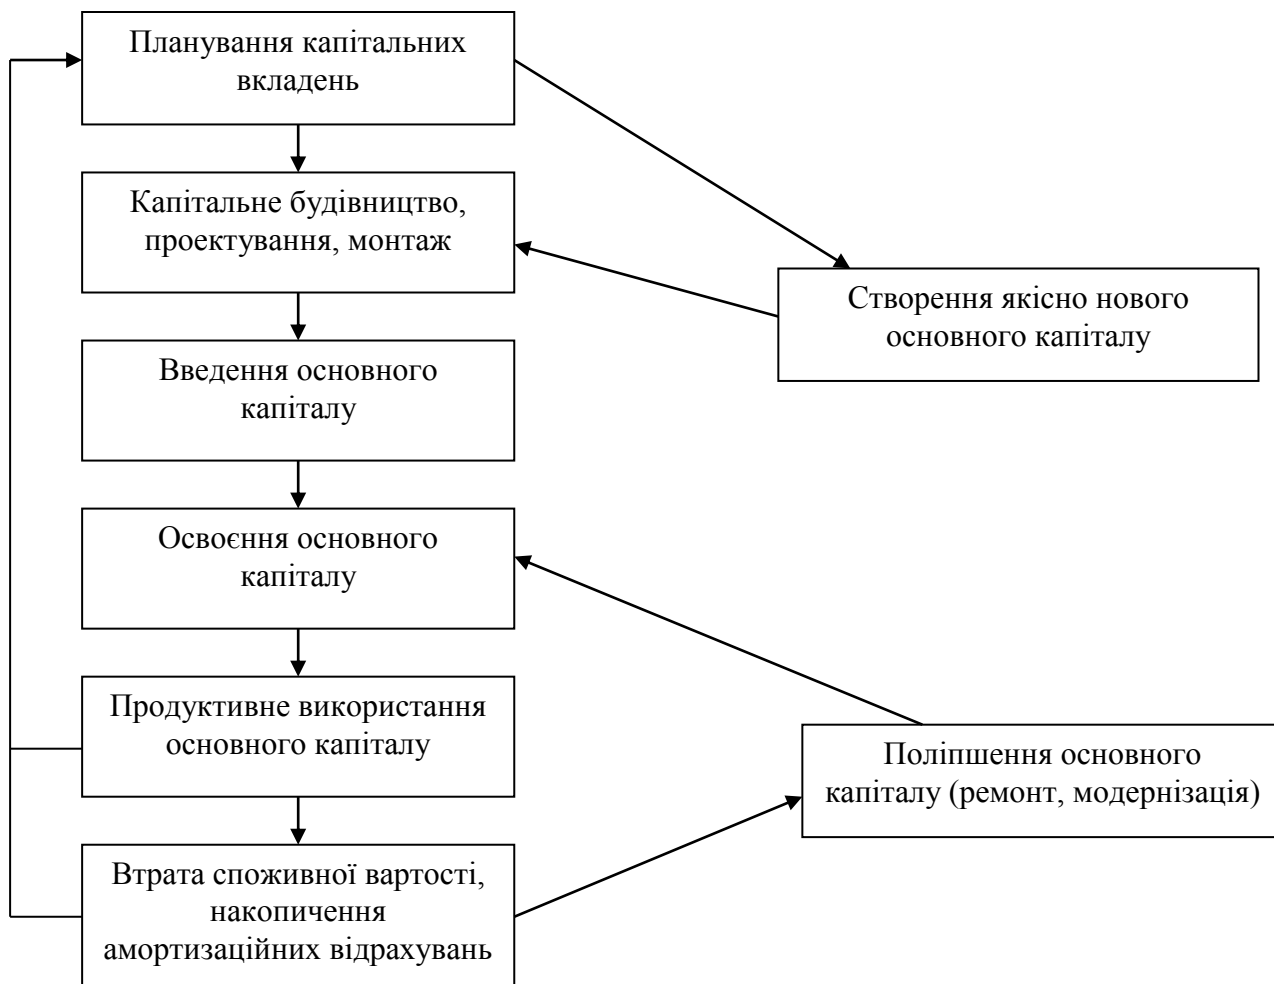 Планування капітальних
вкладень
Капітальне будівництво,
проектування, монтаж
Створення якісно нового
основного капіталу
Введення основного
капіталу
Освоєння основного
капіталу
Продуктивне використання
основного капіталу
Поліпшення основного
капіталу (ремонт, модернізація)
Втрата споживної вартості,
накопичення
амортизаційних відрахувань